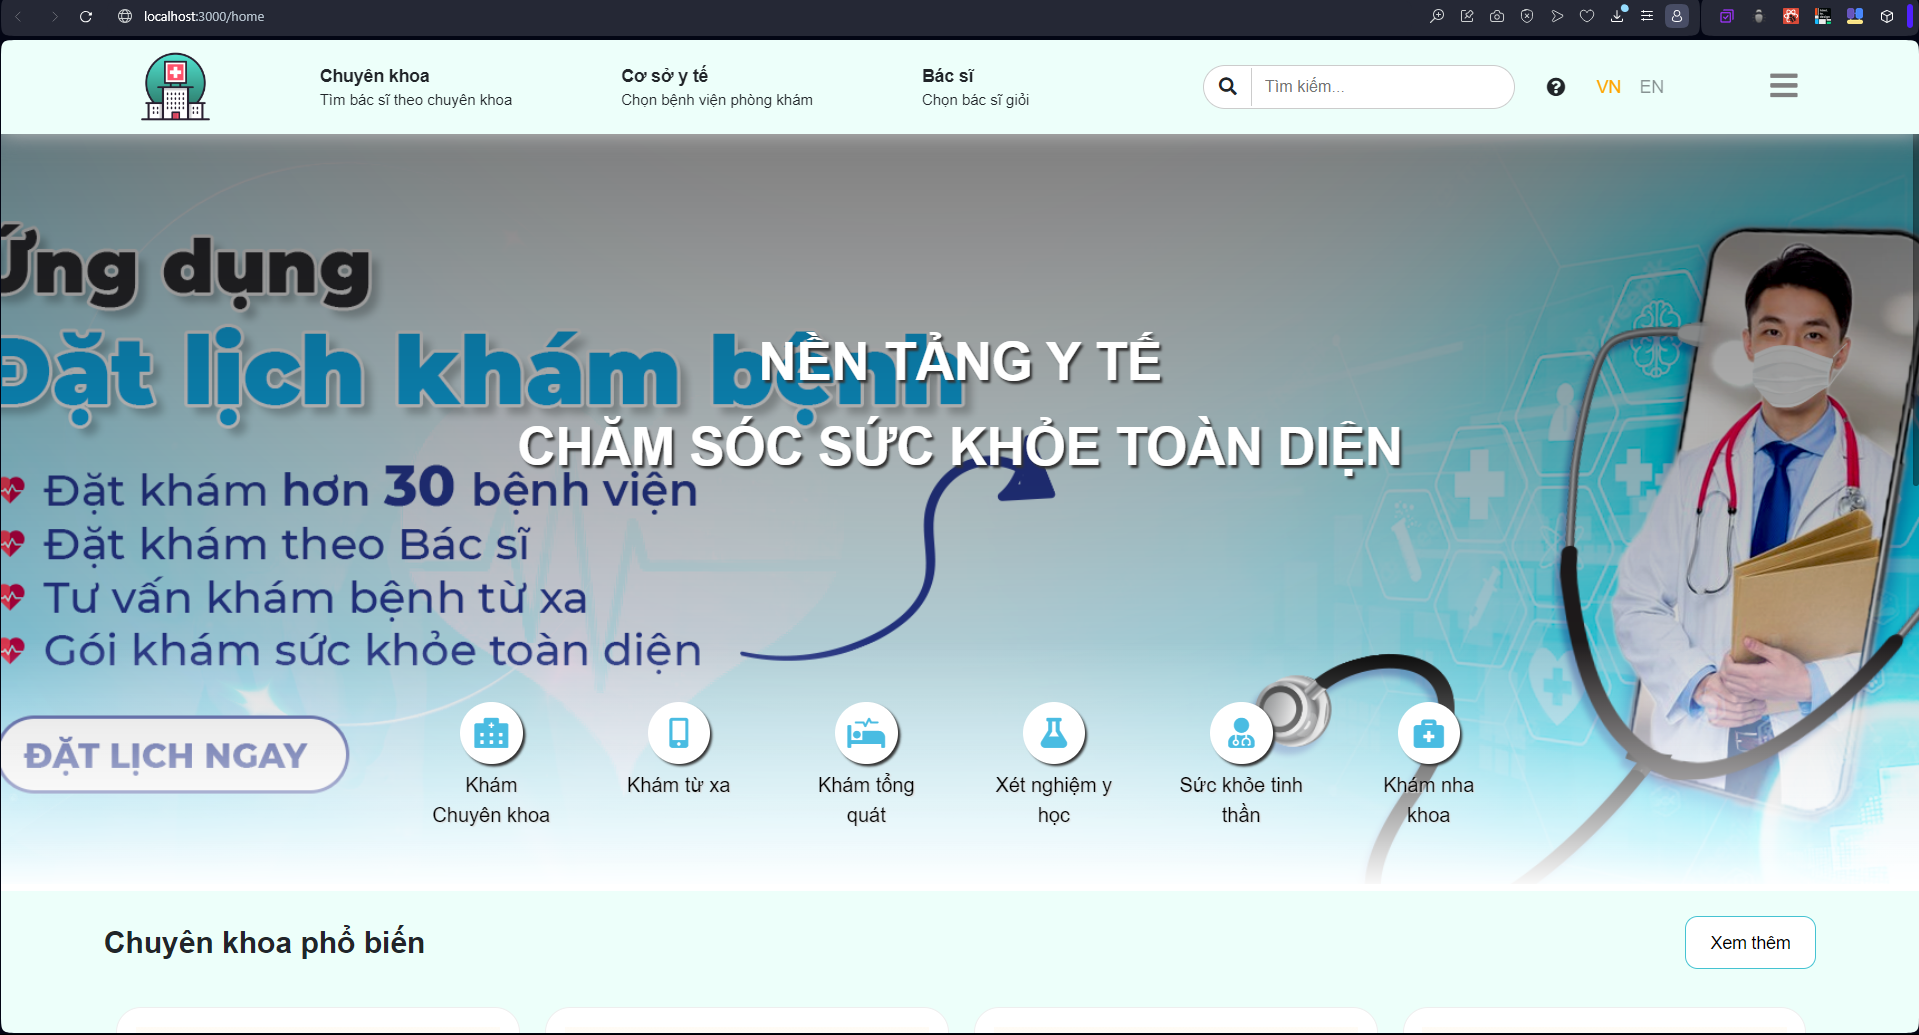 localhost:3000/home
Chuyên khoa
Tìm bác sĩ theo chuyên khoa
Cơ sở y tế
Chọn bệnh viện phòng khám
Bác sĩ
Chọn bác sĩ giỏi
Tìm kiếm...
VN
EN
Ứng dụng
Đặt lịch khám bệnh
NỀN TẢNG Y TẾ
CHĂM SÓC SỨC KHỎE TOÀN DIỆN
Đặt khám hơn 30 bệnh viện
Đặt khám theo Bác sĩ
Tư vấn khám bệnh từ xa
Gói khám sức khỏe toàn diện
ĐẶT LỊCH NGAY
Khám
Chuyên khoa
Khám từ xa
Khám tổng
quát
Xét nghiệm y
học
Sức khỏe tinh
thần
Khám nha
khoa
Chuyên khoa phổ biến
Xem thêm